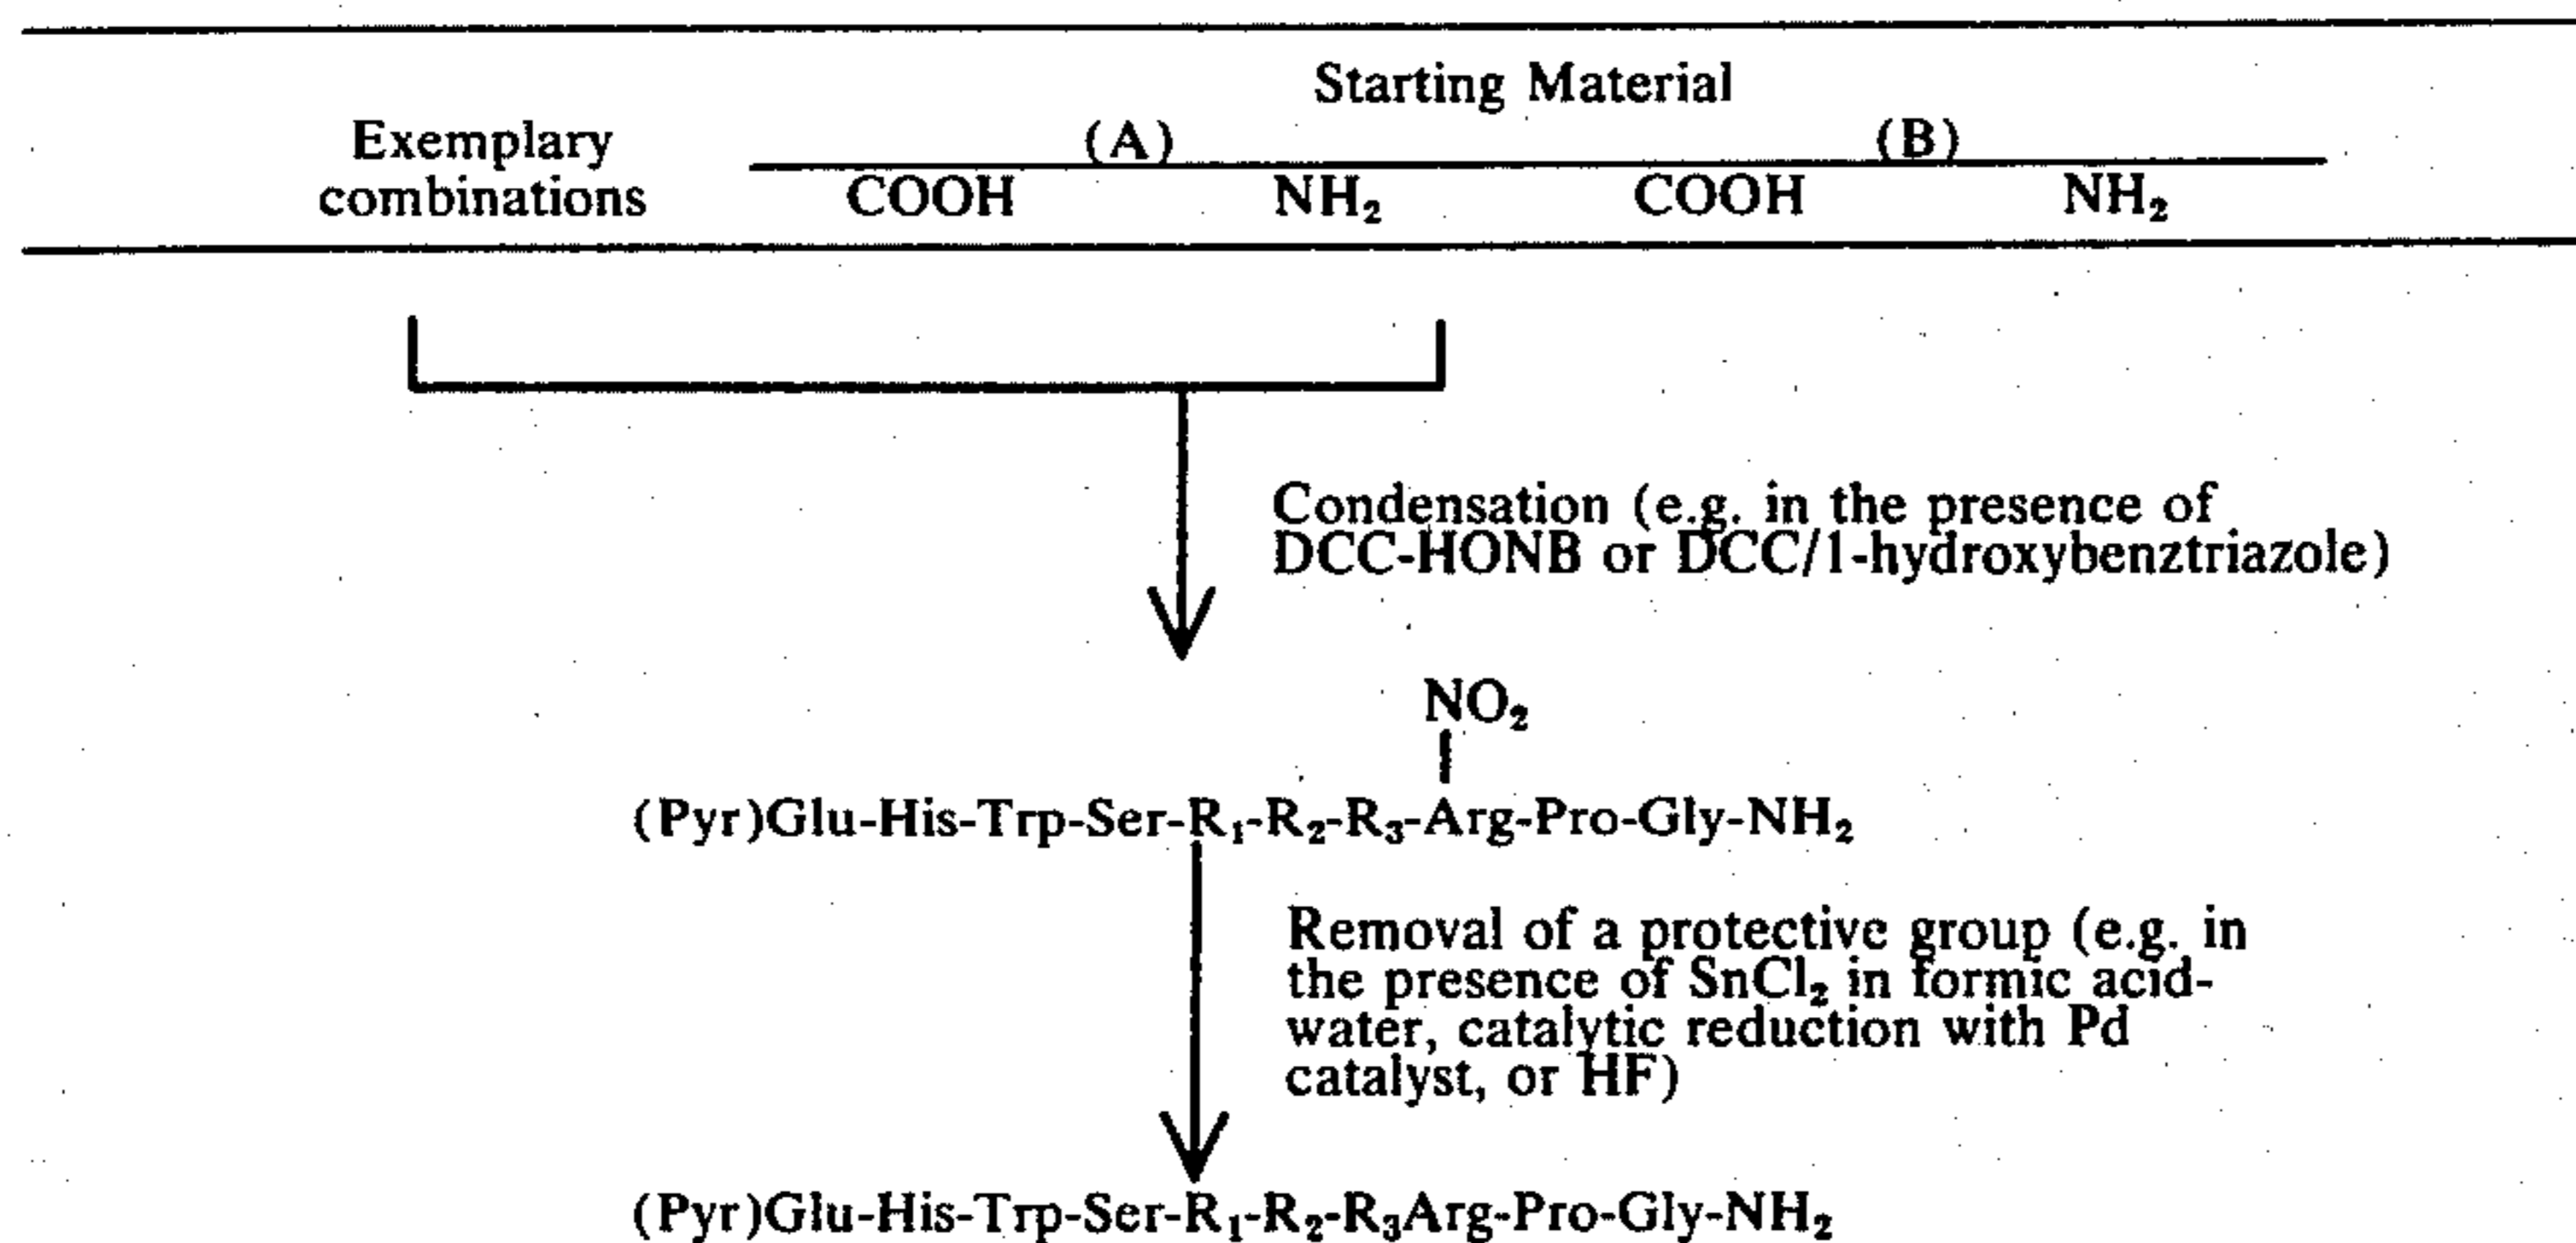 Starting Material
Exemplary (A) (B)
combinations COOH NH₂ COOH NH₂
Condensation (e.g. in the presence of
DCC-HONB or DCC/1-hydroxybenztriazole)
NO₂
(Pyr)Glu-His-Trp-Ser-R₁-R₂-R₃-Arg-Pro-Gly-NH₂
Removal of a protective group (e.g. in
the presence of SnCl₂ in formic acid-
water, catalytic reduction with Pd
catalyst, or HF)
(Pyr)Glu-His-Trp-Ser-R₁-R₂-R₃Arg-Pro-Gly-NH₂